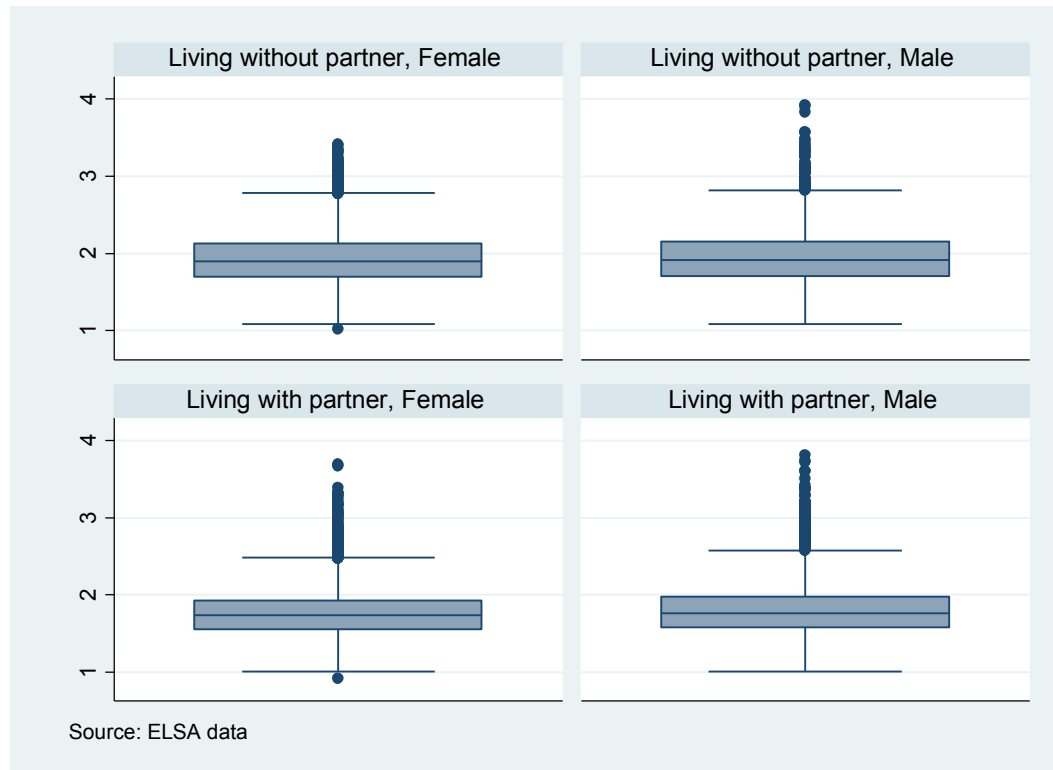 Living without partner, Female
Living without partner, Male
4
3
2
1
Living with partner, Female
Living with partner, Male
4
3
2
1
Source: ELSA data